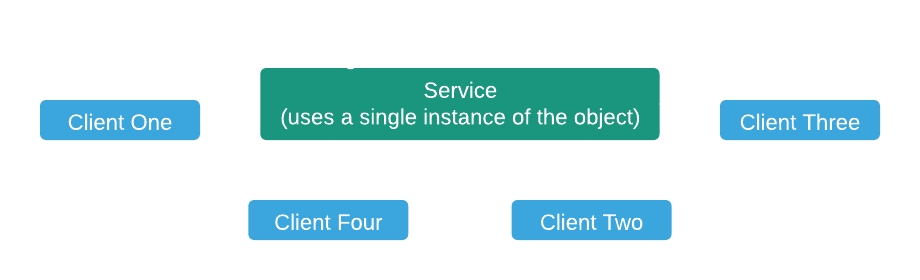 Service
(uses a single instance of the object)
Client One
Client Three
Client Four
Client Two